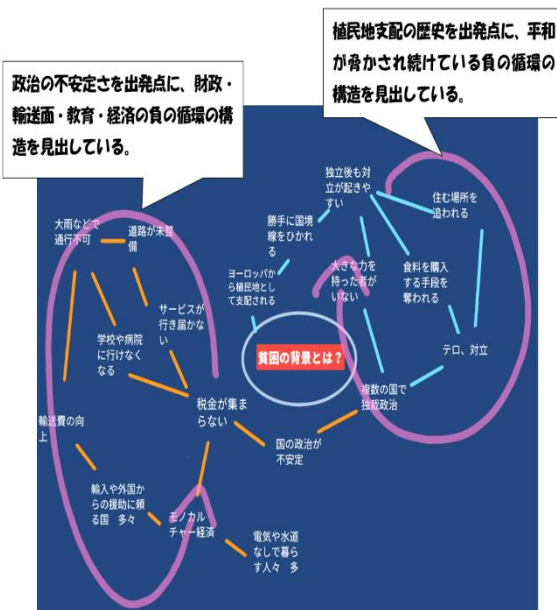 植民地支配の歴史を出発点に、平和
が脅かされ続けている負の循環の
構造を見出している。
政治の不安定さを出発点に、財政・
輸送面・教育・経済の負の循環の構
造を見出している。
独立後も対
立が起きや
すい
住む場所を
追われる
勝手に国境
線をひかれ
る
大雨などで
通行不可
道路が未整
備
ヨーロッパか
ら植民地とし
て支配される
大きな力を
持った者が
いない
食料を購入
する手段を
奪われる
サービスが
行き届かな
い
学校や病院
に行けなく
なる
貧困の背景とは?
テロ、対立
複数の国で
独裁政治
税金が集ま
らない
輸送費の向
上
国の政治が
不安定
輸入や外国か
らの援助に頼
る国 多々
モノカル
チャー経済
電気や水道
なしで暮ら
す人々 多